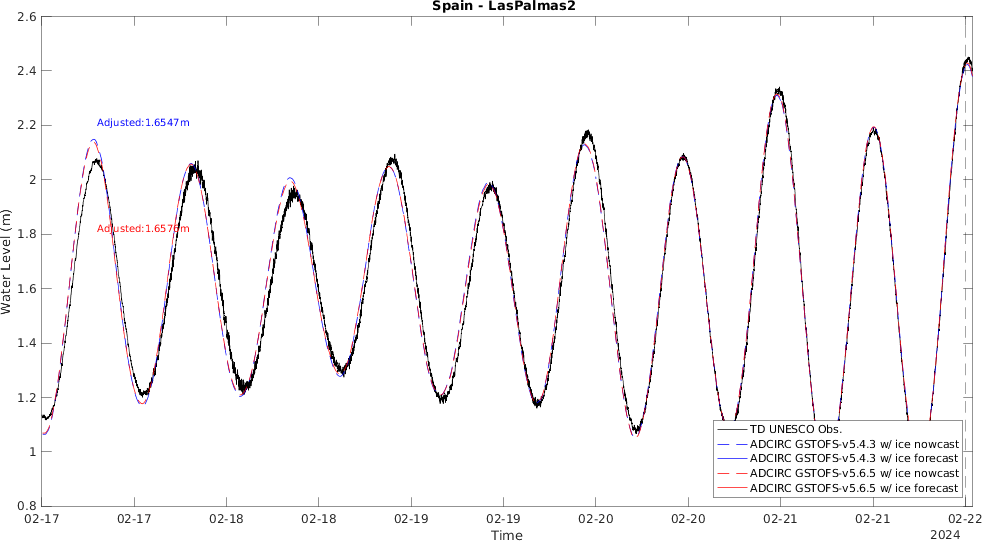 Spain - LasPalmas2
2.6
2.4
2.2
2
1.8
1.6
1.4
1.2
1
0.8
Water Level (m)
Adjusted:1.6547m
Adjusted:1.6576m
TD UNESCO Obs.
ADCIRC GSTOFS-v5.4.3 w/ ice nowcast
ADCIRC GSTOFS-v5.4.3 w/ ice forecast
ADCIRC GSTOFS-v5.6.5 w/ ice nowcast
ADCIRC GSTOFS-v5.6.5 w/ ice forecast
02-17 02-17 02-18 02-18 02-19 02-19 02-20 02-20 02-21 02-21 02-22
Time
2024